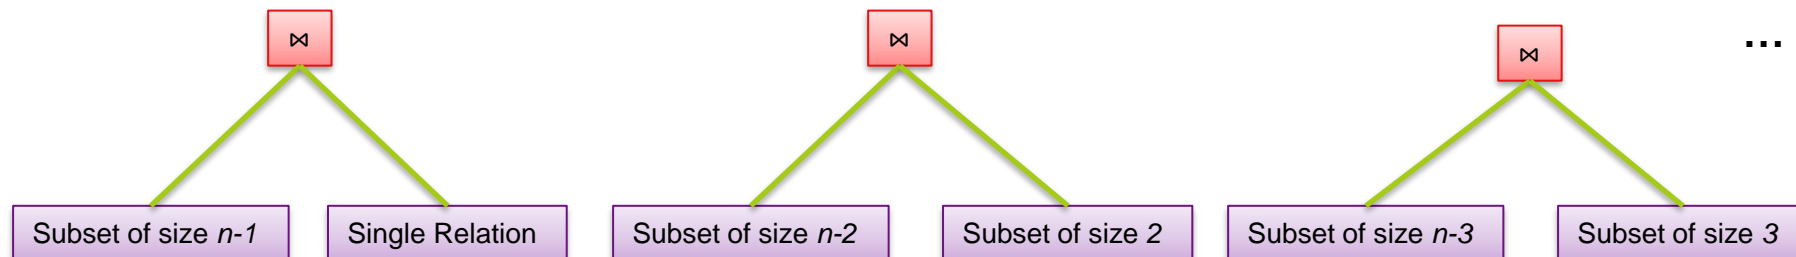 ⋈ ⋈ ⋈ ...
Subset of size n-1 Single Relation Subset of size n-2 Subset of size 2 Subset of size n-3 Subset of size 3